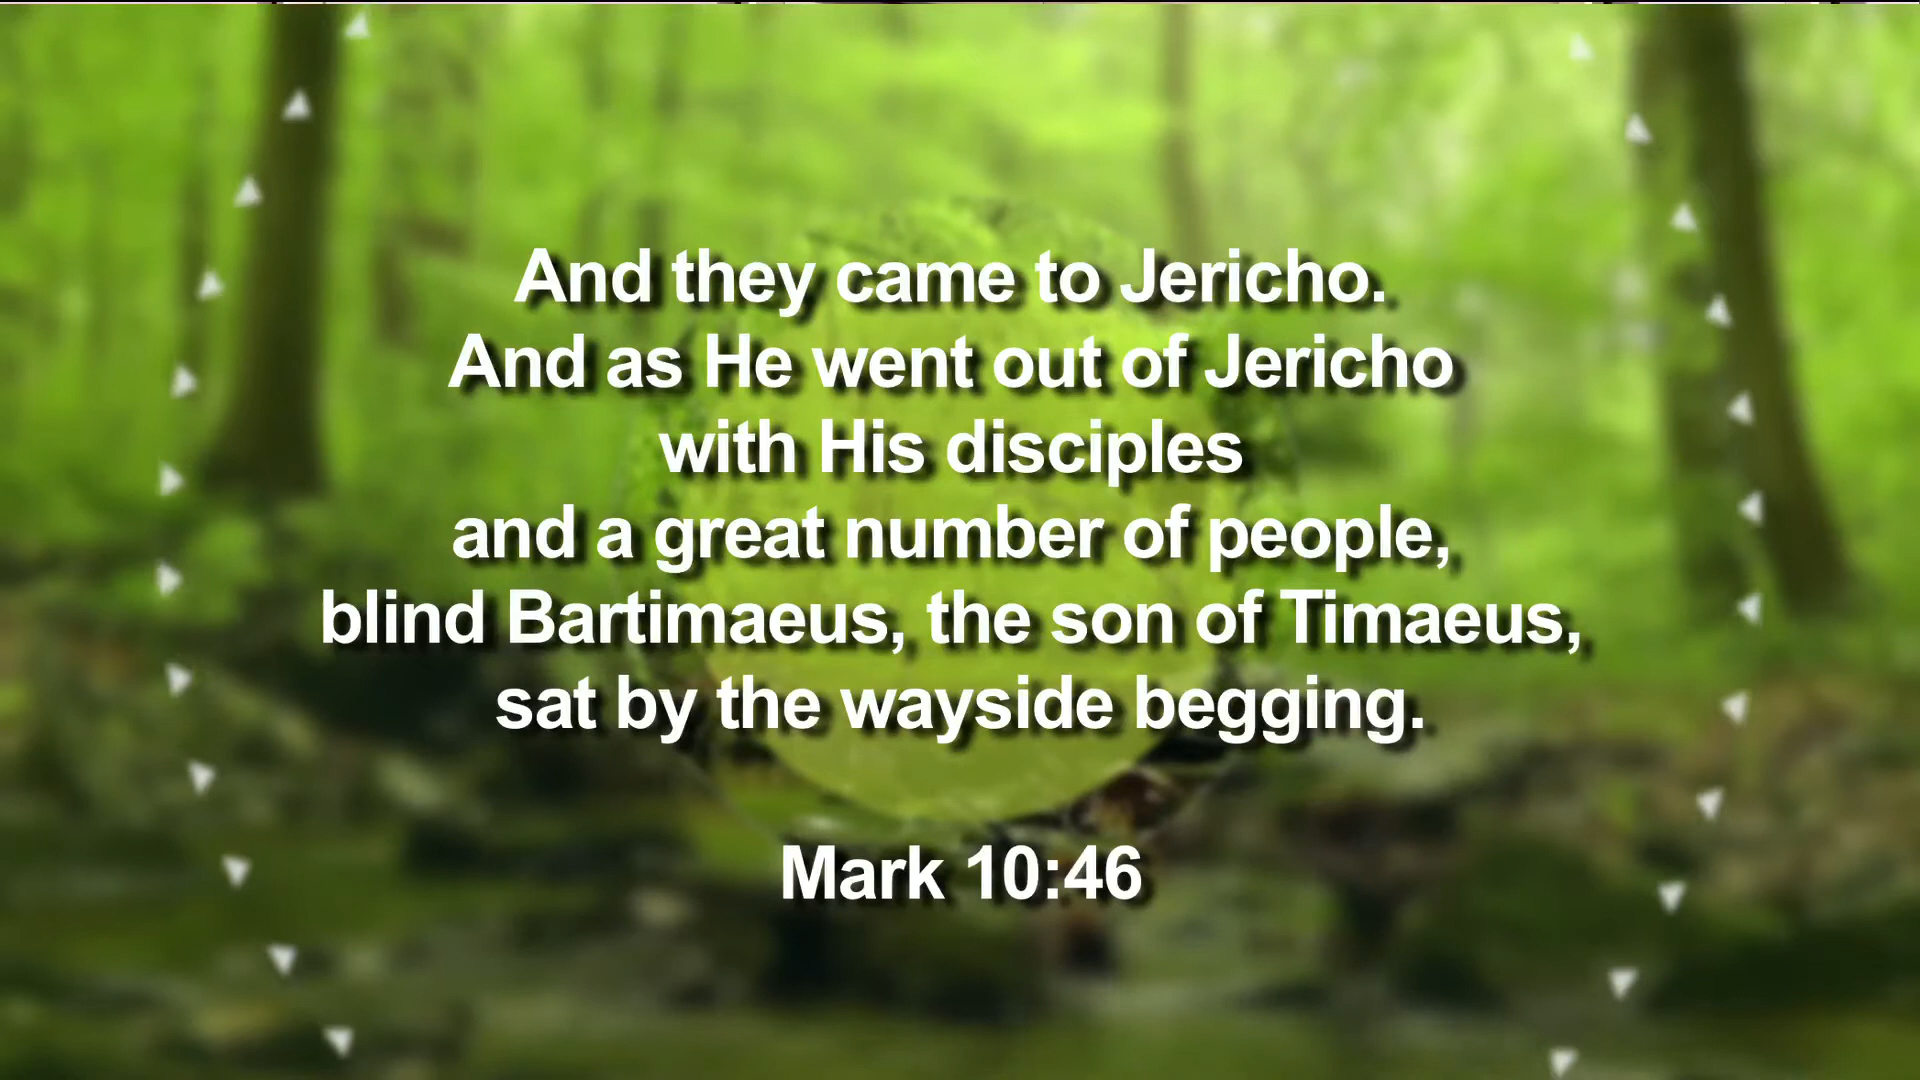 And they came to Jericho.
And as He went out of Jericho
with His disciples
and a great number of people,
blind Bartimaeus, the son of Timaeus,
sat by the wayside begging.
Mark 10:46